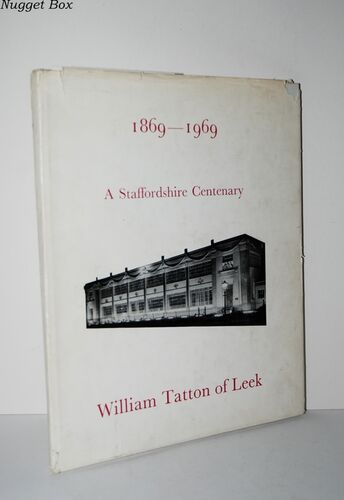 Nugget Box
1869—1969
A Staffordshire Centenary
William Tatton of Leek